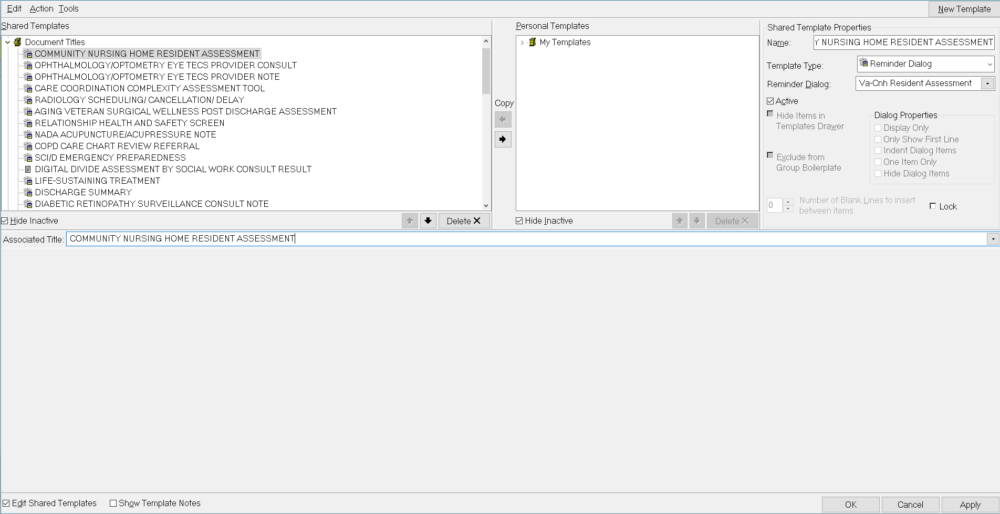 Edit Action Tools
New Template
Shared Templates
Document Titles
COMMUNITY NURSING HOME RESIDENT ASSESSMENT
OPHTHALMOLOGY/OPTOMETRY EYE TECS PROVIDER CONSULT
OPHTHALMOLOGY/OPTOMETRY EYE TECS PROVIDER NOTE
CARE COORDINATION COMPLEXITY ASSESSMENT TOOL
RADIOLOGY SCHEDULING/ CANCELLATION/ DELAY
AGING VETERAN SURGICAL WELLNESS POST DISCHARGE ASSESSMENT
RELATIONSHIP HEALTH AND SAFETY SCREEN
NADA ACUPUNCTURE/ACUPRESSURE NOTE
COPD CARE CHART REVIEW REFERRAL
SCI/D EMERGENCY PREPAREDNESS
DIGITAL DIVIDE ASSESSMENT BY SOCIAL WORK CONSULT RESULT
LIFE-SUSTAINING TREATMENT
DISCHARGE SUMMARY
DIABETIC RETINOPATHY SURVEILLANCE CONSULT NOTE
Hide Inactive
Delete
Copy
Personal Templates
My Templates
Hide Inactive
Delete
Shared Template Properties
Name: Y NURSING HOME RESIDENT ASSESSMENT
Template Type: Reminder Dialog
Reminder Dialog: Va-Cnh Resident Assessment
Active
Hide Items in
Templates Drawer
Exclude from
Group Boilerplate
Dialog Properties
Display Only
Only Show First Line
Indent Dialog Items
One Item Only
Hide Dialog Items
0 Number of Blank Lines to insert
between items
Lock
Associated Title: COMMUNITY NURSING HOME RESIDENT ASSESSMENT
Edit Shared Templates Show Template Notes
OK Cancel Apply